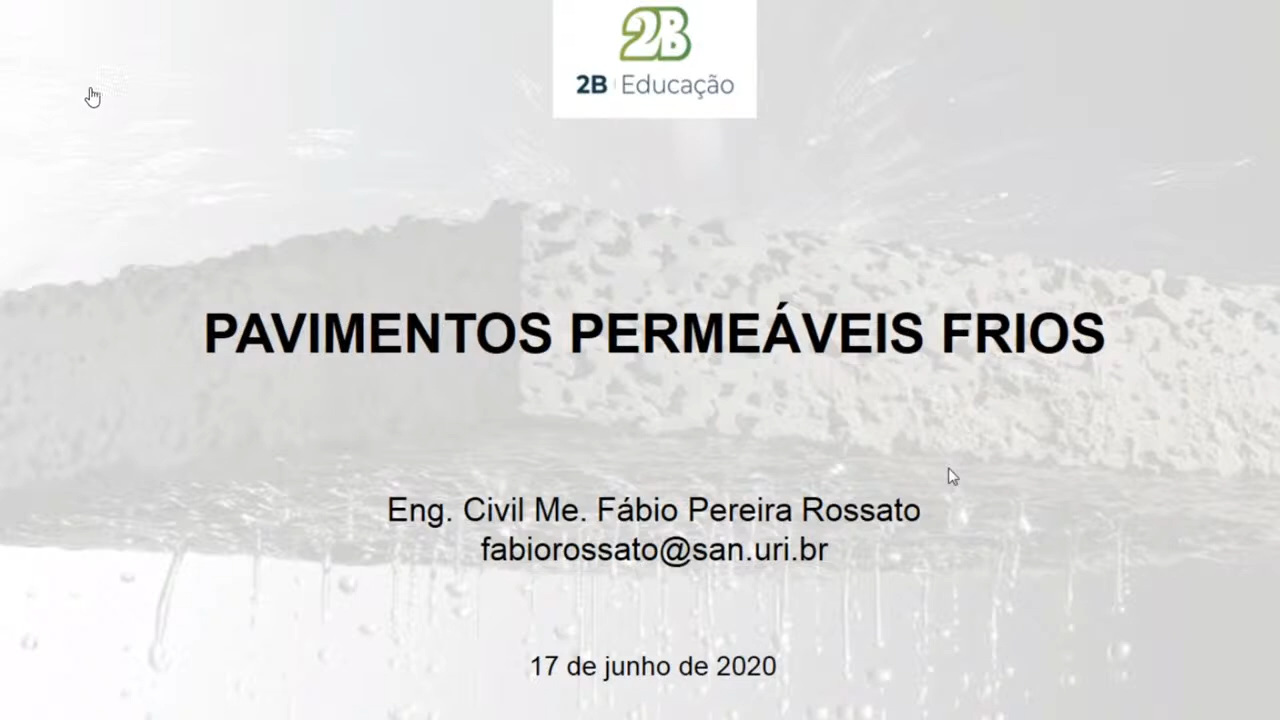 2B
2B | Educação
PAVIMENTOS PERMEÁVEIS FRIOS
Eng. Civil Me. Fábio Pereira Rossato
fabiorossato@san.uri.br
17 de junho de 2020